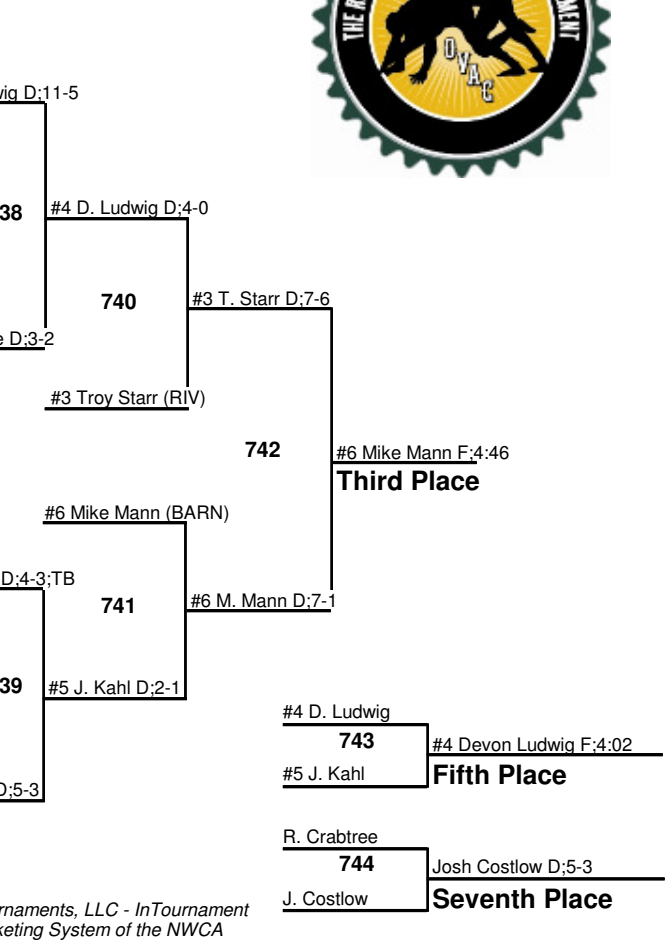 THE
OVAC
D;11-5
38
#4 D. Ludwig D;4-0
740
#3 T. Starr D;7-6
D;3-2
#3 Troy Starr (RIV)
742
#6 Mike Mann F;4:46
Third Place
#6 Mike Mann (BARN)
D;4-3;TB
741
#6 M. Mann D;7-1
39
#5 J. Kahl D;2-1
#4 D. Ludwig
743
#4 Devon Ludwig F;4:02
#5 J. Kahl
Fifth Place
D;5-3
R. Crabtree
744
Josh Costlow D;5-3
J. Costlow
Seventh Place
LLC - InTournament
System of the NWCA